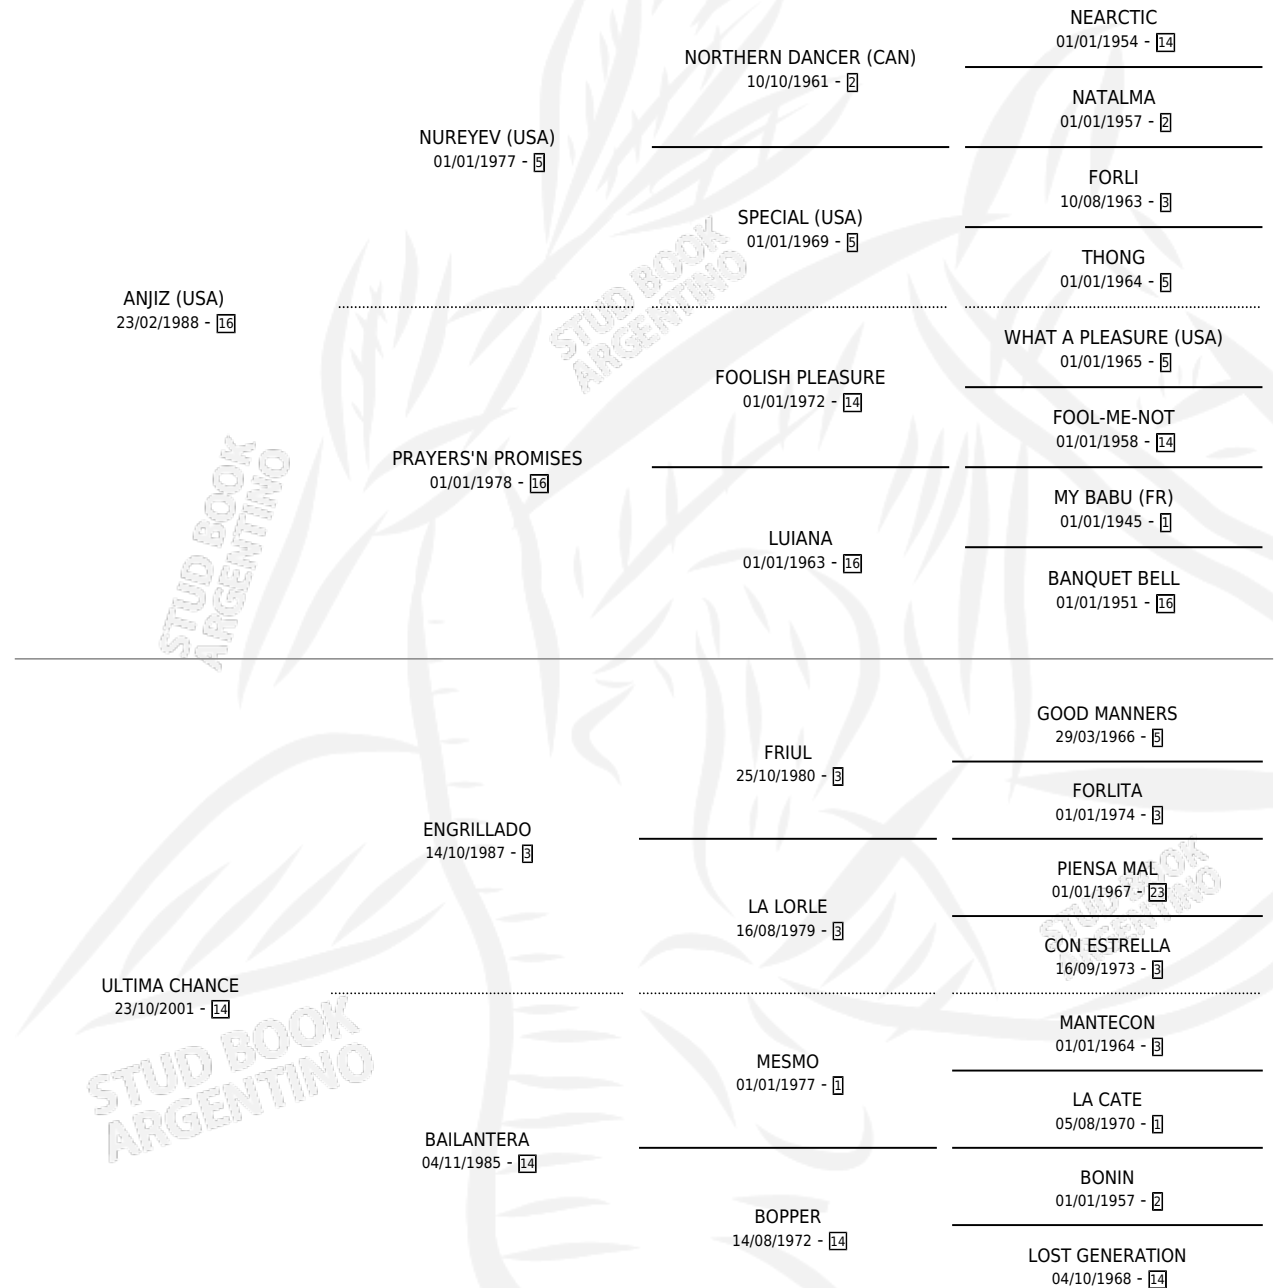 NEARCTIC
01/01/1954 - 14
NORTHERN DANCER (CAN)
10/10/1961 - 2
NATALMA
01/01/1957 - 2
NUREYEV (USA)
01/01/1977 - 5
FORLI
10/08/1963 - 3
SPECIAL (USA)
01/01/1969 - 5
THONG
01/01/1964 - 5
ANJIZ (USA)
23/02/1988 - 16
WHAT A PLEASURE (USA)
01/01/1965 - 5
FOOLISH PLEASURE
01/01/1972 - 14
FOOL-ME-NOT
01/01/1958 - 14
PRAYERS'N PROMISES
01/01/1978 - 16
MY BABU (FR)
01/01/1945 - 1
LUIANA
01/01/1963 - 16
BANQUET BELL
01/01/1951 - 16
GOOD MANNERS
29/03/1966 - 5
FRIUL
25/10/1980 - 3
FORLITA
01/01/1974 - 3
ENGRILLADO
14/10/1987 - 3
PIENSA MAL
01/01/1967 - 23
LA LORLE
16/08/1979 - 3
CON ESTRELLA
16/09/1973 - 3
ULTIMA CHANCE
23/10/2001 - 14
MANTECON
01/01/1964 - 3
MESMO
01/01/1977 - 1
LA CATE
05/08/1970 - 1
BAILANTERA
04/11/1985 - 14
BONIN
01/01/1957 - 2
BOPPER
14/08/1972 - 14
LOST GENERATION
04/10/1968 - 14
STUD BOOK
ARGENTINO
STUD BOOK
ARGENTINO
STUD BOOK
ARGENTINO
STUD BOOK
ARGENTINO